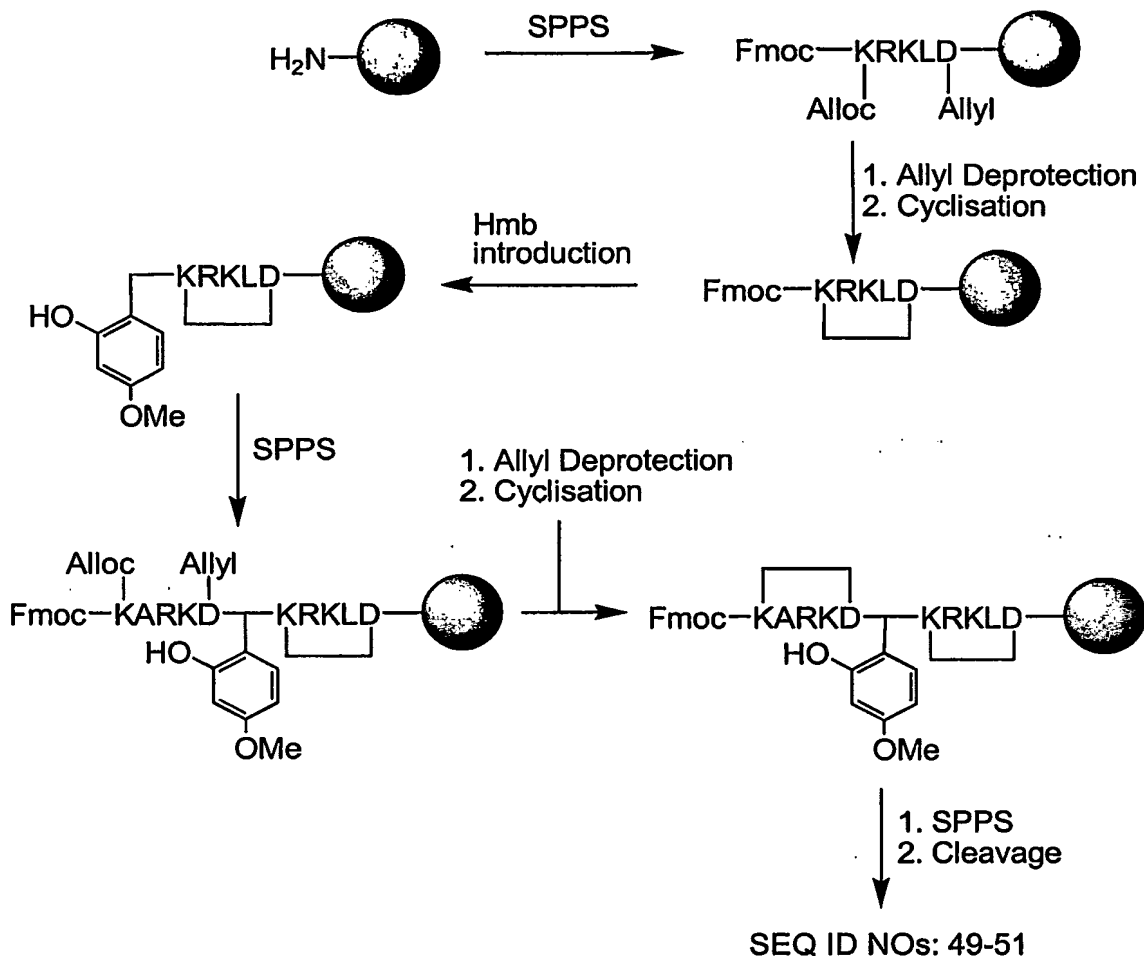 SPPS
H₂N
Fmoc—KRKLD
Alloc
Allyl
1. Allyl Deprotection
2. Cyclisation
Hmb
introduction
KRKLD
Fmoc—KRKLD
HO
OMe
SPPS
1. Allyl Deprotection
2. Cyclisation
Alloc
Allyl
Fmoc—KARKD
KRKLD
HO
OMe
Fmoc—KARKD
KRKLD
HO
OMe
1. SPPS
2. Cleavage
SEQ ID NOs: 49-51